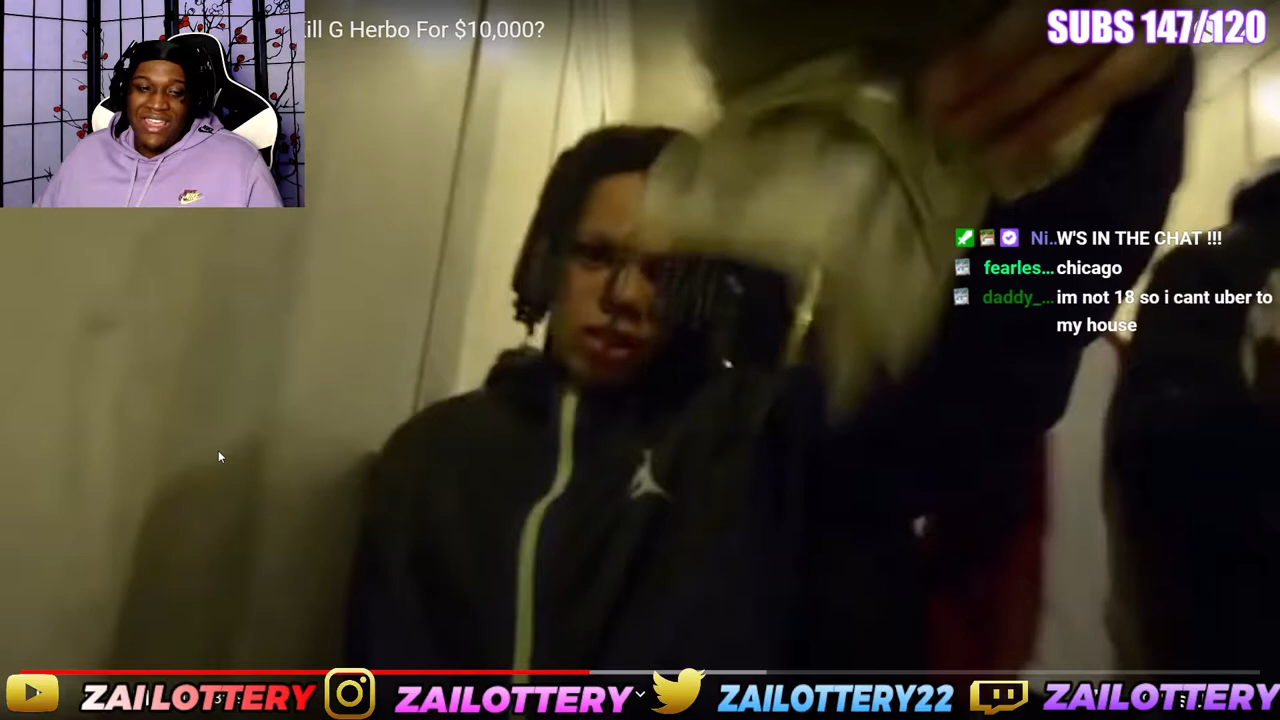 ill G Herbo For $10,000?
SUBS 147/120
Ni..W'S IN THE CHAT !!!
fearles...chicago
daddy_...im not 18 so i cant uber to
my house
ZAILOTTERY
ZAILOTTERY
ZAILOTTERY22
ZAILOTTERY